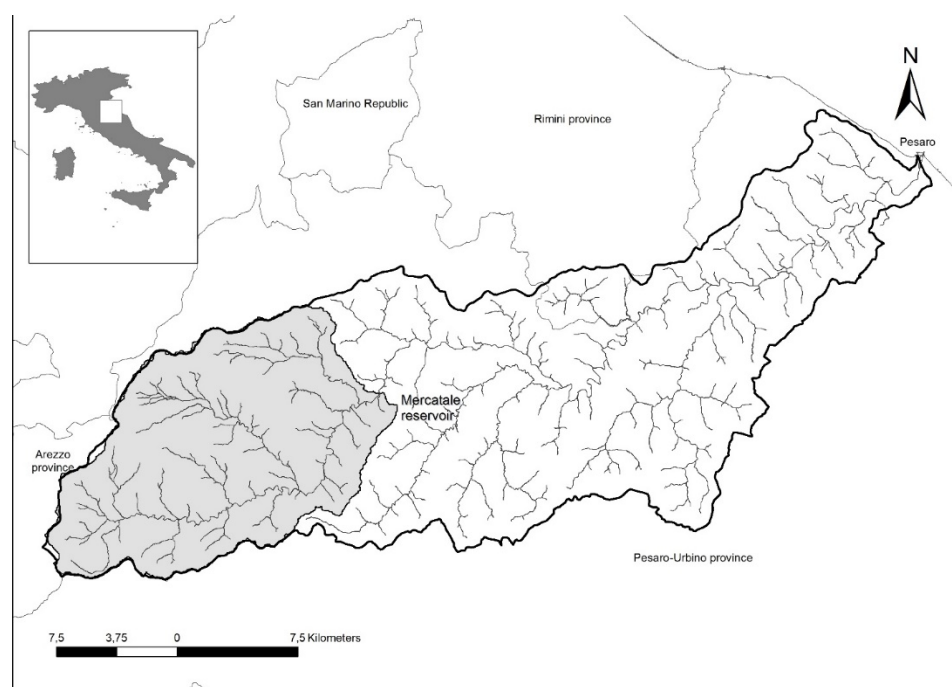 N
San Marino Republic
Rimini province
Pesaro
Mercatale
reservoir
Arezzo
province
Pesaro-Urbino province
7,5 3,75 0 7,5 Kilometers